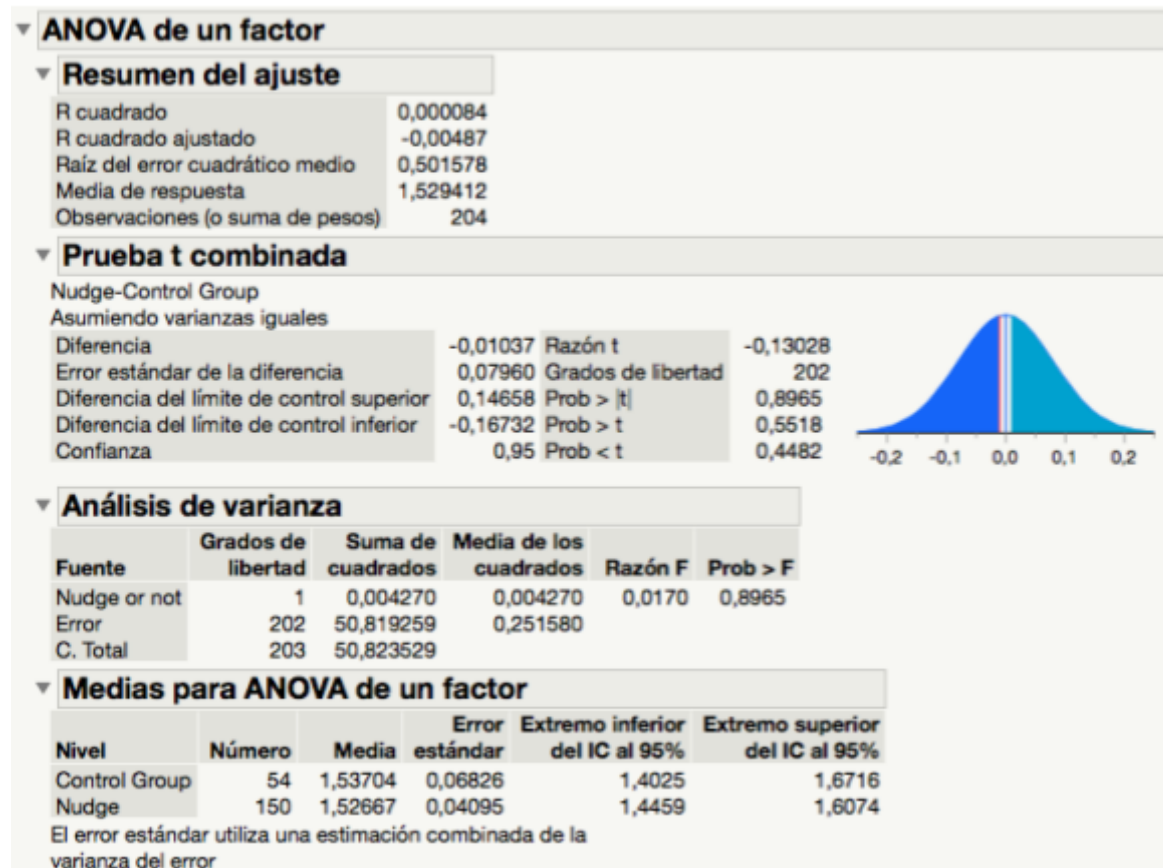 ANOVA de un factor
Resumen del ajuste
R cuadrado 0,000084
R cuadrado ajustado -0,00487
Raíz del error cuadrático medio 0,501578
Media de respuesta 1,529412
Observaciones (o suma de pesos) 204
Prueba t combinada
Nudge-Control Group
Asumiendo varianzas iguales
Diferencia -0,01037 Razón t -0,13028
Error estándar de la diferencia 0,07960 Grados de libertad 202
Diferencia del límite de control superior 0,14658 Prob > |t| 0,8965
Diferencia del límite de control inferior -0,16732 Prob > t 0,5518
Confianza 0,95 Prob < t 0,4482
-0,2 -0,1 0,0 0,1 0,2
Análisis de varianza
Grados de Suma de Media de los
Fuente libertad cuadrados cuadrados Razón F Prob > F
Nudge or not 1 0,004270 0,004270 0,0170 0,8965
Error 202 50,819259 0,251580
C. Total 203 50,823529
Medias para ANOVA de un factor
Error Extremo inferior Extremo superior
Nivel Número Media estándar del IC al 95% del IC al 95%
Control Group 54 1,53704 0,06826 1,4025 1,6716
Nudge 150 1,52667 0,04095 1,4459 1,6074
El error estándar utiliza una estimación combinada de la
varianza del error